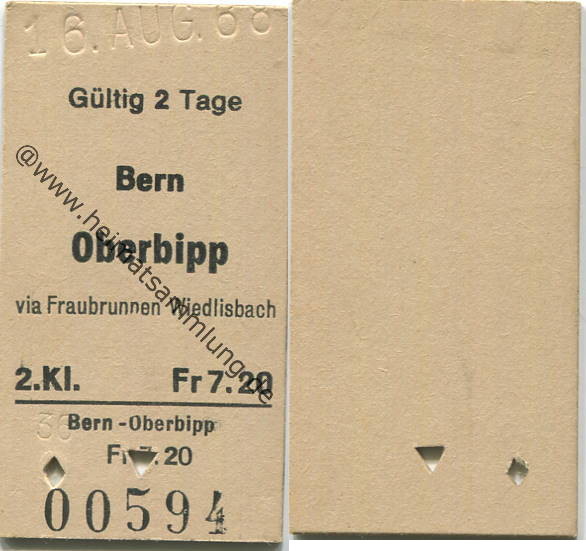 16. AUG. 68
Gültig 2 Tage
Bern
Oberbipp
via Fraubrunnen Wiedlisbach
2.Kl. Fr 7.20
Bern - Oberbipp
Fr 7.20
00594
@www.heimatsammlung.de